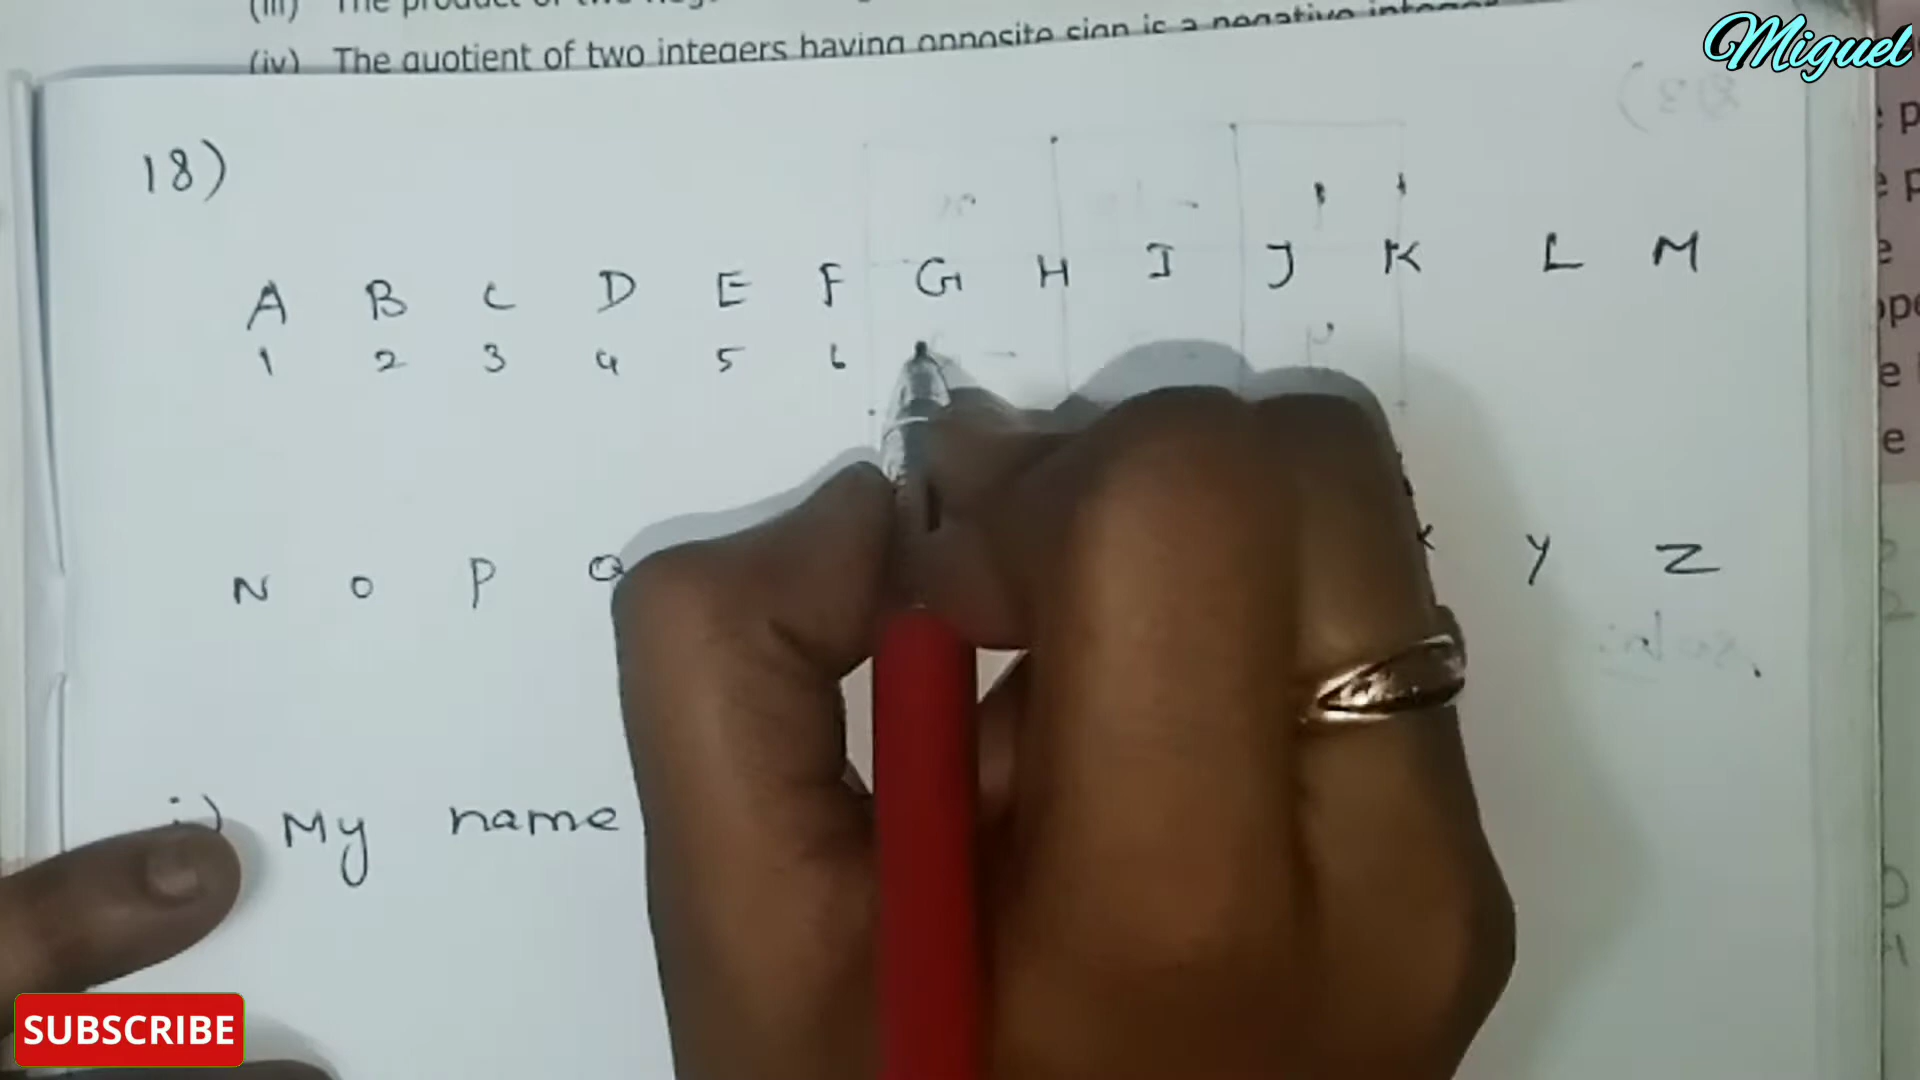 (iv) The quotient of two integers having opposite sign is a negative integer
Miguel
18)
A B C D E F G H I J K L M
1 2 3 4 5 6
N O P Q X Y Z
i) My name
SUBSCRIBE